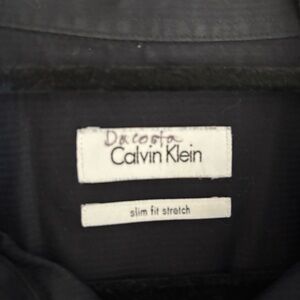 Dacosta
Calvin Klein
slim fit stretch